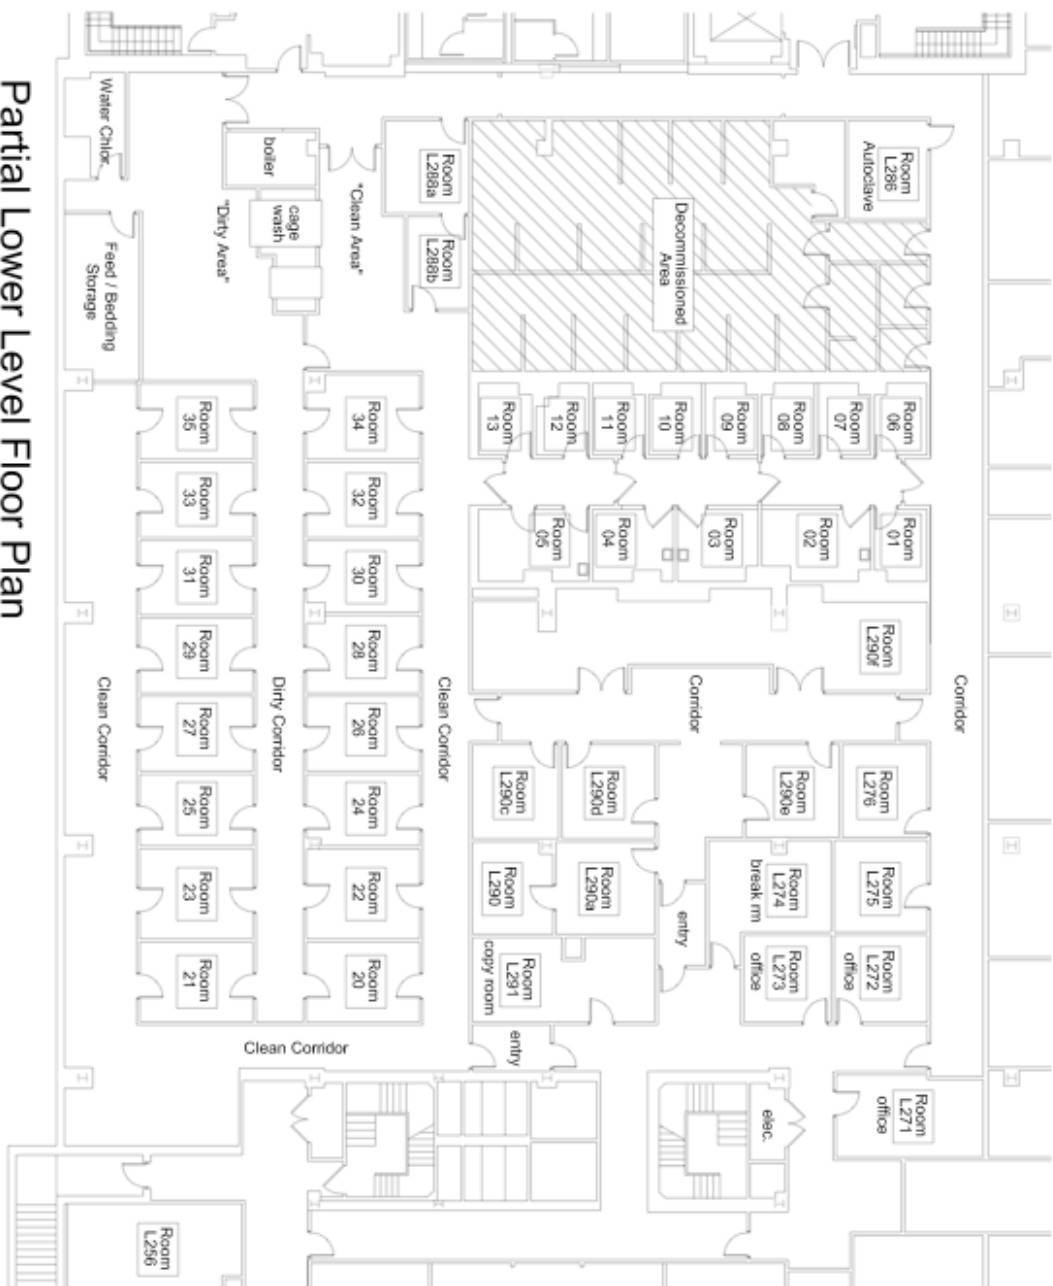 Partial Lower Level Floor Plan
Water Chlor.
boiler
"Clean Area"
Room
L288a
Room
L286
Autoclave
"Dirty Area"
cage
wash
Room
L288b
Decommissioned
Area
Feed / Bedding
Storage
Room
35
Room
34
Room
13
Room
12
Room
11
Room
10
Room
09
Room
08
Room
07
Room
06
Room
33
Room
32
Room
05
Room
04
Room
03
Room
02
Room
01
Room
31
Room
30
Room
29
Room
28
Room
L290f
Clean Corridor
Dirty Corridor
Clean Corridor
Corridor
Corridor
Room
27
Room
26
Room
25
Room
24
Room
L290c
Room
L290d
Room
L290e
Room
L276
Room
23
Room
22
Room
L290
Room
L290a
entry
Room
L274
break rm
Room
L275
Room
21
Room
20
Room
L291
copy room
Room
L273
office
Room
L272
office
Clean Corridor
entry
elec.
Room
L271
office
Room
L256